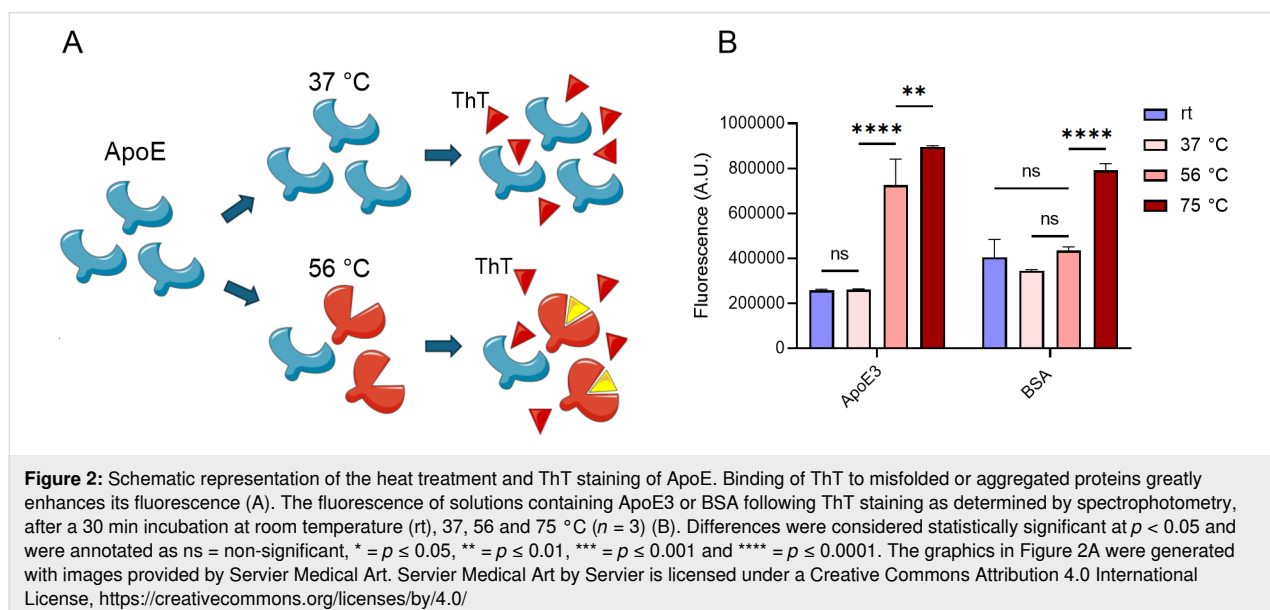 A
ApoE
37 °C
ThT
56 °C
ThT
B
Fluorescence (A.U.)
1000000
800000
600000
400000
200000
0
ns
****
**
ns
ns
****
ApoE3
BSA
rt
37 °C
56 °C
75 °C
Figure 2: Schematic representation of the heat treatment and ThT staining of ApoE. Binding of ThT to misfolded or aggregated proteins greatly
enhances its fluorescence (A). The fluorescence of solutions containing ApoE3 or BSA following ThT staining as determined by spectrophotometry,
after a 30 min incubation at room temperature (rt), 37, 56 and 75 °C (n = 3) (B). Differences were considered statistically significant at p < 0.05 and
were annotated as ns = non-significant, * = p ≤ 0.05, ** = p ≤ 0.01, *** = p ≤ 0.001 and **** = p ≤ 0.0001. The graphics in Figure 2A were generated
with images provided by Servier Medical Art. Servier Medical Art by Servier is licensed under a Creative Commons Attribution 4.0 International
License, https://creativecommons.org/licenses/by/4.0/